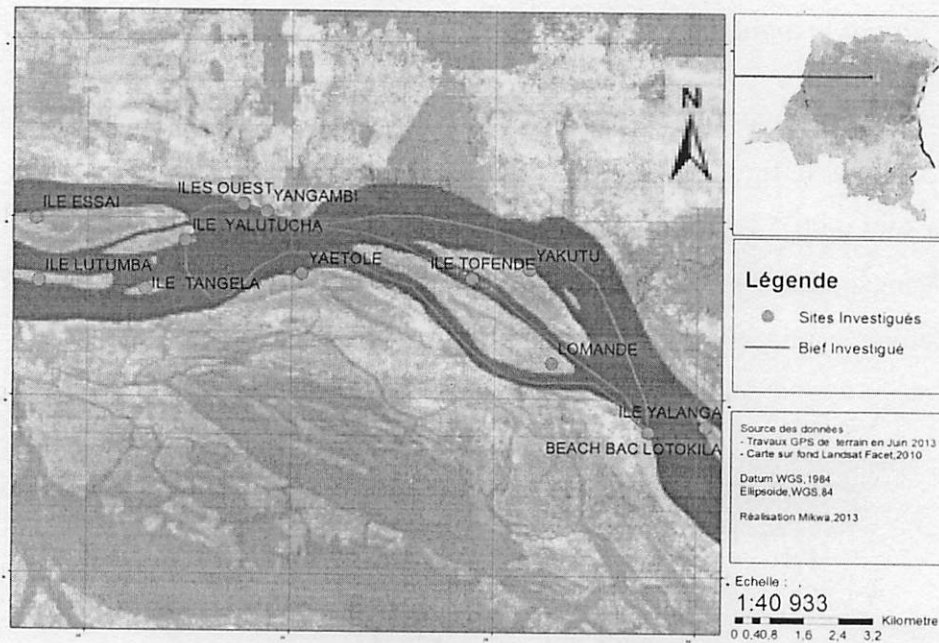 N
ILES OUEST
YANGAMBI
ILE ESSAI
ILE YALUTUCHA
ILE LUTUMBA
ILE TANGELA
YAETOLE
ILE TOFENDE
YAKUTU
LOMANDE
ILE YALANGA
BEACH BAC LOTOKILA
Légende
Sites Investigués
Bief Investigué
Source des données
- Travaux GPS de terrain en Juin 2013
- Carte sur fond Landsat Facet,2010
Datum WGS,1984
Ellipsoide,WGS.84
Réalisation Mikwa,2013
Echelle :
1:40 933
Kilometre
0 0,40,8 1,6 2,4 3,2